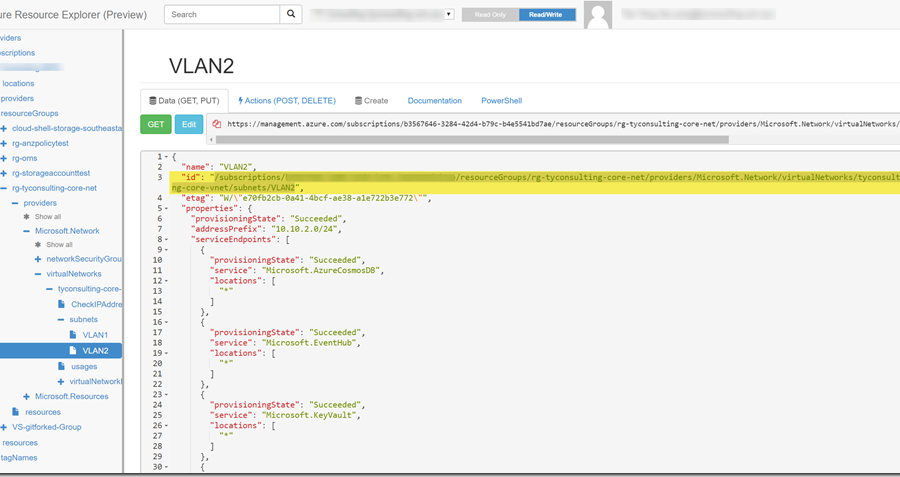 ure Resource Explorer (Preview)
Search
Read Only
Read/Write
viders
scriptions
locations
providers
resourceGroups
cloud-shell-storage-southeasta
rg-anzpolicytest
rg-oms
rg-storageaccounttest
rg-tyconsulting-core-net
providers
Show all
Microsoft.Network
Show all
networkSecurityGrou
virtualNetworks
tyconsulting-core-
CheckIPAddre
subnets
VLAN1
VLAN2
usages
virtualNetworkI
Microsoft.Resources
resources
VS-gitforked-Group
resources
tagNames
VLAN2
Data (GET, PUT)
Actions (POST, DELETE)
Create
Documentation
PowerShell
GET
Edit
https://management.azure.com/subscriptions/b3567646-3284-42d4-b79c-b4e5541bd7ae/resourceGroups/rg-tyconsulting-core-net/providers/Microsoft.Network/virtualNetworks/
1 {
2 "name": "VLAN2",
3 "id": "/subscriptions/ /resourceGroups/rg-tyconsulting-core-net/providers/Microsoft.Network/virtualNetworks/tyconsult
ng-core-vnet/subnets/VLAN2",
4 "etag": "W/\"e70fb2cb-0a41-4bcf-ae38-a1e722b3e772\"",
5 "properties": {
6 "provisioningState": "Succeeded",
7 "addressPrefix": "10.10.2.0/24",
8 "serviceEndpoints": [
9 {
10 "provisioningState": "Succeeded",
11 "service": "Microsoft.AzureCosmosDB",
12 "locations": [
13 "*"
14 ]
15 },
16 {
17 "provisioningState": "Succeeded",
18 "service": "Microsoft.EventHub",
19 "locations": [
20 "*"
21 ]
22 },
23 {
24 "provisioningState": "Succeeded",
25 "service": "Microsoft.KeyVault",
26 "locations": [
27 "*"
28 ]
29 },
30 {